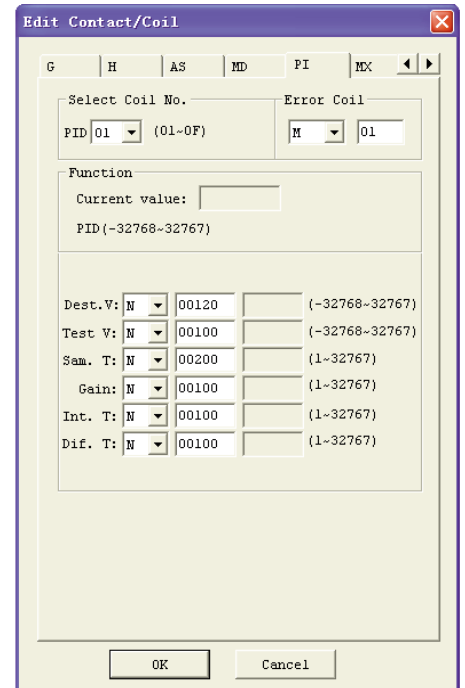 Edit Contact/Coil
G H AS MD PI MX
Select Coil No. Error Coil
PID 01 (01~0F) M 01
Function
Current value:
PID(-32768~32767)
Dest.V: N 00120 (-32768~32767)
Test V: N 00100 (-32768~32767)
Sam. T: N 00200 (1~32767)
Gain: N 00100 (1~32767)
Int. T: N 00100 (1~32767)
Dif. T: N 00100 (1~32767)
OK Cancel